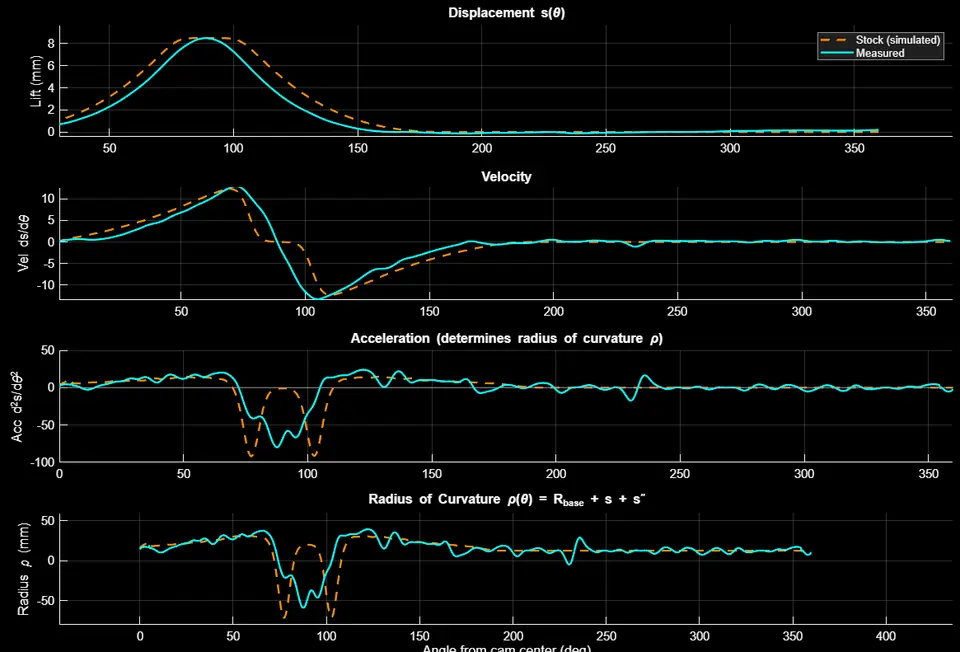 Displacement s(θ)
Lift (mm)
8
6
4
2
0
50 100 150 200 250 300 350
Stock (simulated)
Measured
Velocity
Vel ds/dθ
10
5
0
-5
-10
50 100 150 200 250 300 350
Acceleration (determines radius of curvature ρ)
Acc d²s/dθ²
50
0
-50
-100
0 50 100 150 200 250 300 350
Radius of Curvature ρ(θ) = R_base + s + s″
Radius ρ (mm)
50
0
-50
0 50 100 150 200 250 300 350 400
Angle from cam center (deg)